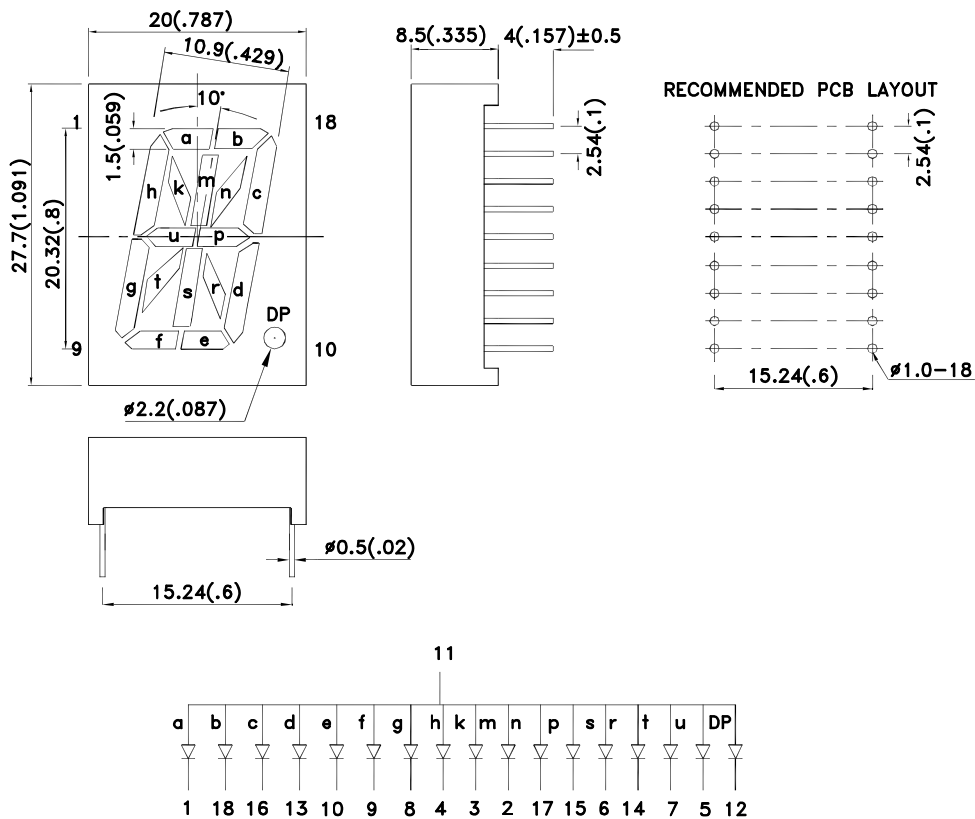 20(.787)
10.9(.429)
10°
1 18
1.5(.059)
a b
h k m n c
27.7(1.091)
20.32(.8)
u p
g t s r d
DP
f e
9 10
ø2.2(.087)
8.5(.335) 4(.157)±0.5
2.54(.1)
RECOMMENDED PCB LAYOUT
2.54(.1)
15.24(.6)
ø1.0-18
ø0.5(.02)
15.24(.6)
11
a b c d e f g h k m n p s r t u DP
1 18 16 13 10 9 8 4 3 2 17 15 6 14 7 5 12